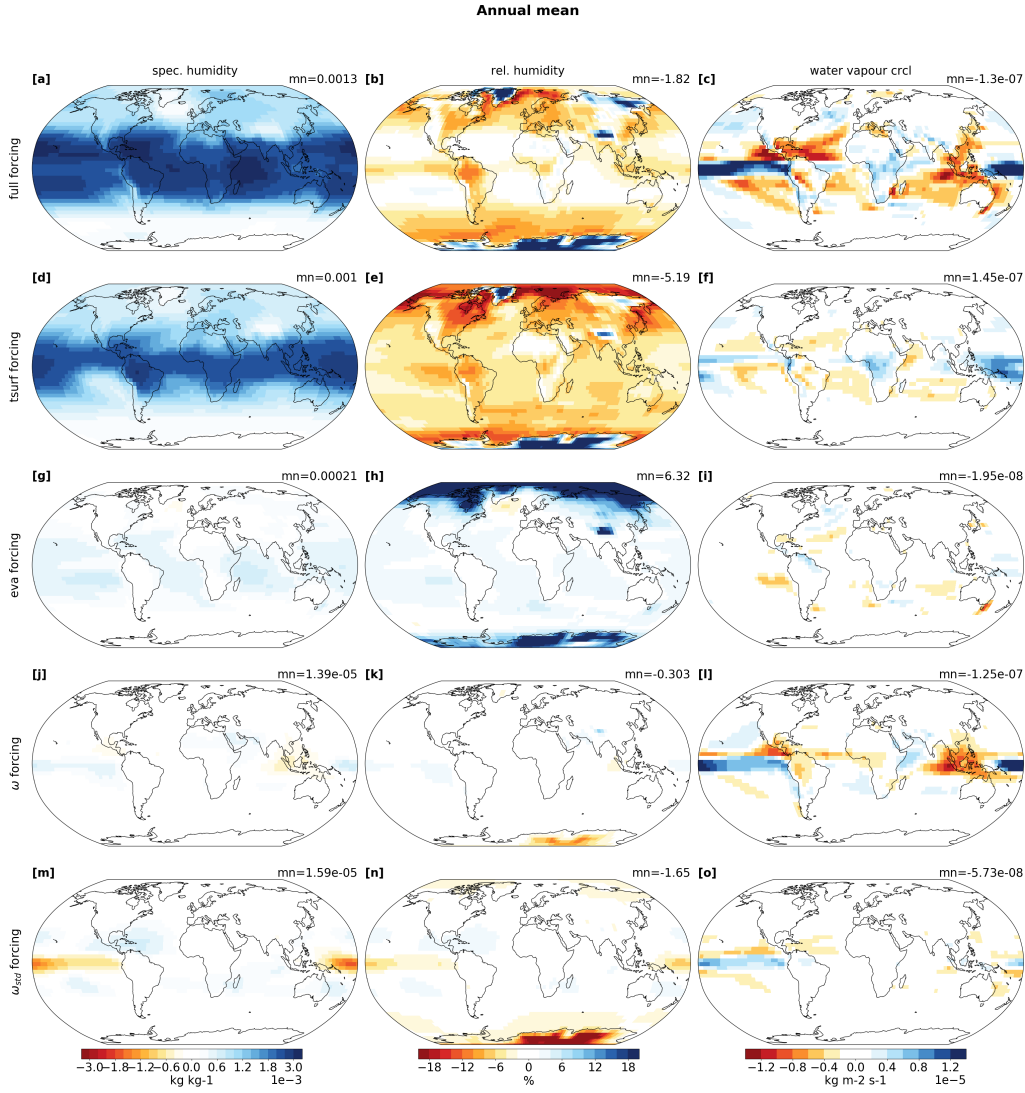 Annual mean
spec. humidity
rel. humidity
water vapour crcl
[a] mn=0.0013
[b] mn=-1.82
[c] mn=-1.3e-07
full forcing
[d] mn=0.001
[e] mn=-5.19
[f] mn=1.45e-07
tsurf forcing
[g] mn=0.00021
[h] mn=6.32
[i] mn=-1.95e-08
eva forcing
[j] mn=1.39e-05
[k] mn=-0.303
[l] mn=-1.25e-07
ω forcing
[m] mn=1.59e-05
[n] mn=-1.65
[o] mn=-5.73e-08
ωstd forcing
−3.0 −1.8 −1.2 −0.6 0.0 0.6 1.2 1.8 3.0
kg kg-1 1e−3
−18 −12 −6 0 6 12 18
%
−1.2 −0.8 −0.4 0.0 0.4 0.8 1.2
kg m-2 s-1 1e−5